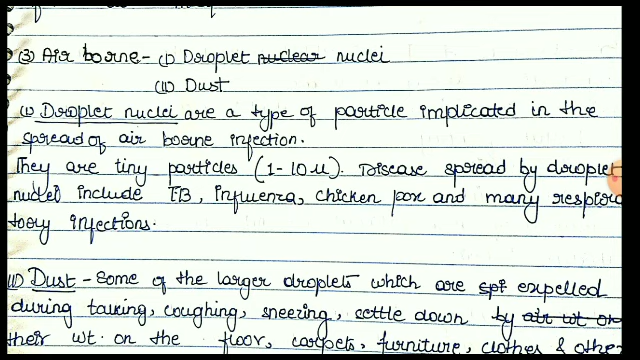 (3) Air borne - (i) Droplet nuclear nuclei
(ii) Dust
(i) Droplet nuclei are a type of particle implicated in the
spread of air borne infection.
They are tiny particles (1-10 u). Disease spread by droplet
nuclei include TB, influenza, chicken pox and many respira
tory infections.
(ii) Dust - Some of the larger droplets which are expelled
during talking, coughing, sneezing, settle down by air wt on
their wt. on the floor, carpets, furniture, clothes & other